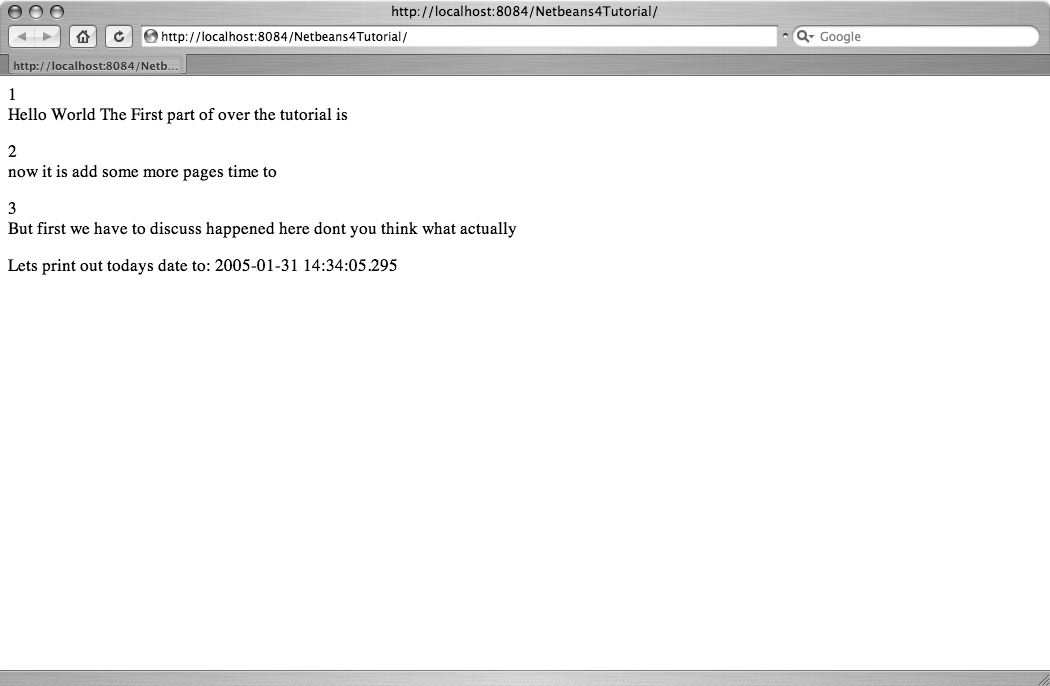 http://localhost:8084/Netbeans4Tutorial/
http://localhost:8084/Netbeans4Tutorial/
Google
http://localhost:8084/Netb...
1
Hello World The First part of over the tutorial is
2
now it is add some more pages time to
3
But first we have to discuss happened here dont you think what actually
Lets print out todays date to: 2005-01-31 14:34:05.295